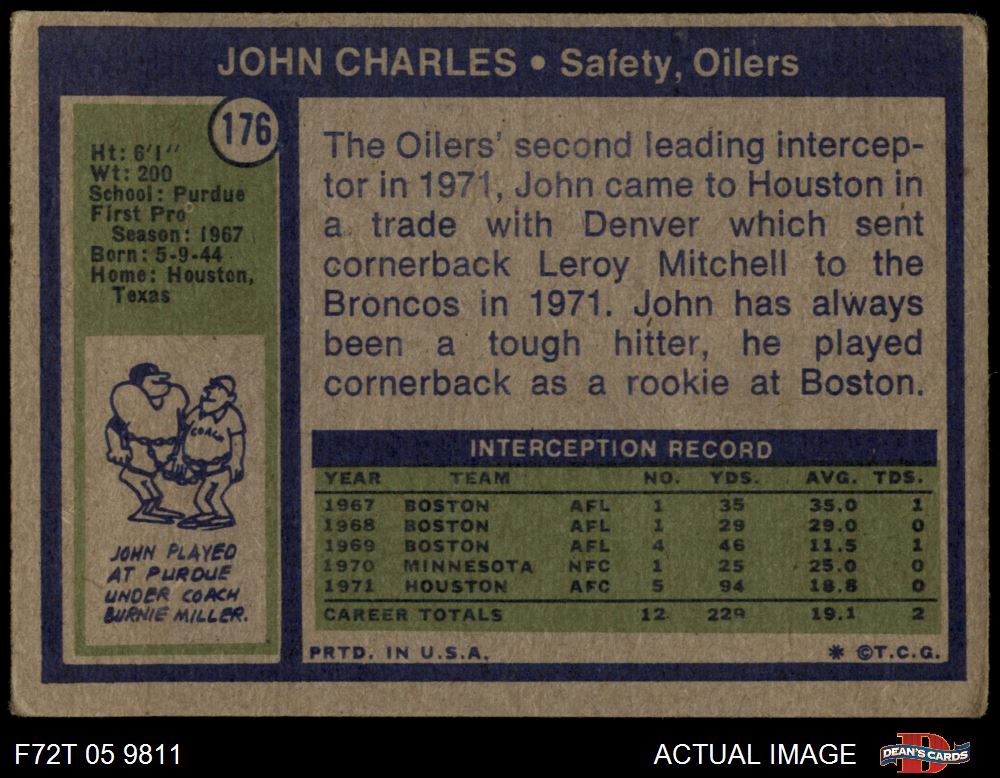 JOHN CHARLES • Safety, Oilers
176
Ht: 6'1"
Wt: 200
School: Purdue
First Pro
Season: 1967
Born: 5-9-44
Home: Houston,
Texas
The Oilers' second leading intercep-
tor in 1971, John came to Houston in
a trade with Denver which sent
cornerback Leroy Mitchell to the
Broncos in 1971. John has always
been a tough hitter, he played
cornerback as a rookie at Boston.
COACH
JOHN PLAYED
AT PURDUE
UNDER COACH
BURNIE MILLER.
INTERCEPTION RECORD
YEAR TEAM NO. YDS. AVG. TDS.
1967 BOSTON AFL 1 35 35.0 1
1968 BOSTON AFL 1 29 29.0 0
1969 BOSTON AFL 4 46 11.5 1
1970 MINNESOTA NFC 1 25 25.0 0
1971 HOUSTON AFC 5 94 18.8 0
CAREER TOTALS 12 229 19.1 2
PRTD. IN U.S.A. * ©T.C.G.
F72T 05 9811 ACTUAL IMAGE DEAN'S CARDS